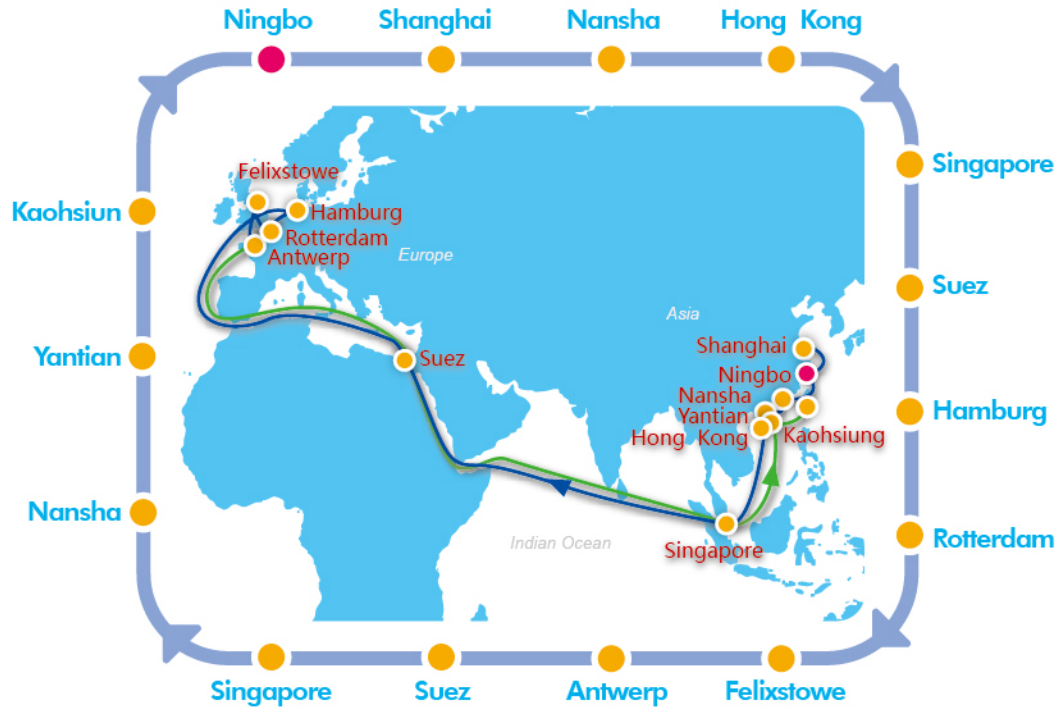 Ningbo
Shanghai
Nansha
Hong Kong
Singapore
Suez
Hamburg
Rotterdam
Felixstowe
Antwerp
Suez
Singapore
Nansha
Yantian
Kaohsiun
Felixstowe
Hamburg
Rotterdam
Antwerp
Europe
Asia
Suez
Shanghai
Ningbo
Nansha
Yantian
Hong Kong
Kaohsiung
Indian Ocean
Singapore